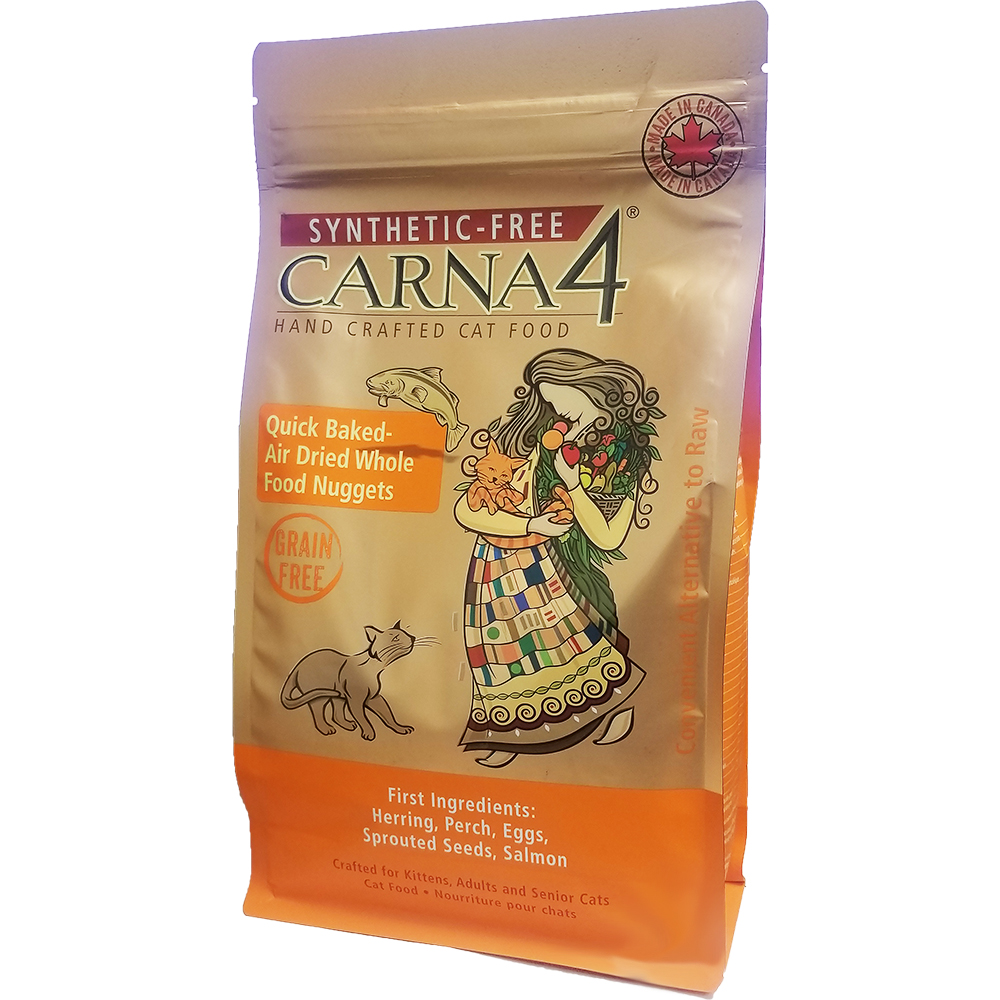 MADE IN CANADA
MADE IN CANADA
SYNTHETIC-FREE
CARNA4®
HAND CRAFTED CAT FOOD
Quick Baked-
Air Dried Whole
Food Nuggets
GRAIN
FREE
Convenient Alternative to Raw
First Ingredients:
Herring, Perch, Eggs,
Sprouted Seeds, Salmon
Crafted for Kittens, Adults and Senior Cats
Cat Food • Nourriture pour chats